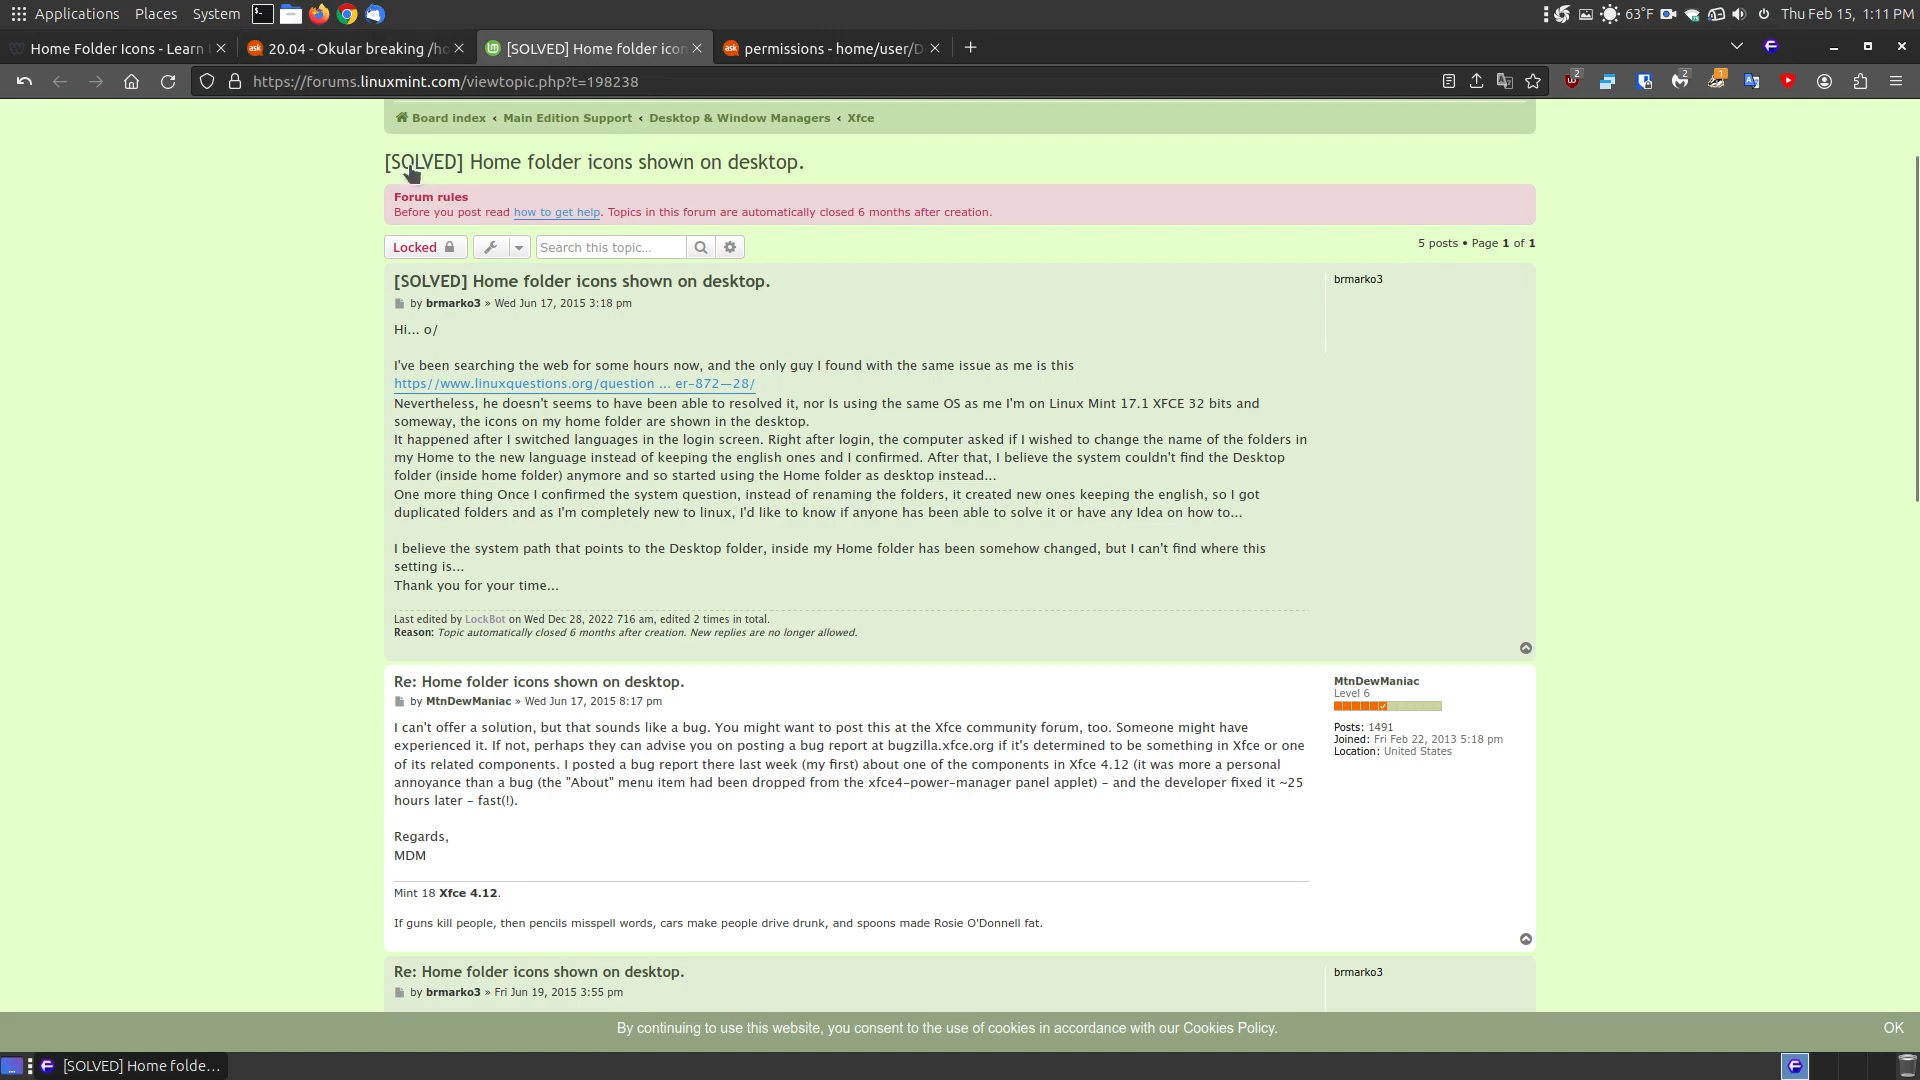 Applications Places System 63°F Thu Feb 15, 1:11 PM
Home Folder Icons - Learn 20.04 - Okular breaking /ho [SOLVED] Home folder icon permissions - home/user/D
https://forums.linuxmint.com/viewtopic.php?t=198238 2 2 1
Board index ‹ Main Edition Support ‹ Desktop & Window Managers ‹ Xfce
[SOLVED] Home folder icons shown on desktop.
Forum rules
Before you post read how to get help. Topics in this forum are automatically closed 6 months after creation.
Locked Search this topic… 5 posts • Page 1 of 1
[SOLVED] Home folder icons shown on desktop. brmarko3
by brmarko3 » Wed Jun 17, 2015 3:18 pm
Hi... o/
I've been searching the web for some hours now, and the only guy I found with the same issue as me is this
https//www.linuxquestions.org/question ... er-872—28/
Nevertheless, he doesn't seems to have been able to resolved it, nor Is using the same OS as me I'm on Linux Mint 17.1 XFCE 32 bits and
someway, the icons on my home folder are shown in the desktop.
It happened after I switched languages in the login screen. Right after login, the computer asked if I wished to change the name of the folders in
my Home to the new language instead of keeping the english ones and I confirmed. After that, I believe the system couldn't find the Desktop
folder (inside home folder) anymore and so started using the Home folder as desktop instead...
One more thing Once I confirmed the system question, instead of renaming the folders, it created new ones keeping the english, so I got
duplicated folders and as I'm completely new to linux, I'd like to know if anyone has been able to solve it or have any Idea on how to...
I believe the system path that points to the Desktop folder, inside my Home folder has been somehow changed, but I can't find where this
setting is...
Thank you for your time...
Last edited by LockBot on Wed Dec 28, 2022 716 am, edited 2 times in total.
Reason: Topic automatically closed 6 months after creation. New replies are no longer allowed.
Re: Home folder icons shown on desktop. MtnDewManiac
Level 6
by MtnDewManiac » Wed Jun 17, 2015 8:17 pm
I can't offer a solution, but that sounds like a bug. You might want to post this at the Xfce community forum, too. Someone might have
experienced it. If not, perhaps they can advise you on posting a bug report at bugzilla.xfce.org if it's determined to be something in Xfce or one
of its related components. I posted a bug report there last week (my first) about one of the components in Xfce 4.12 (it was more a personal
annoyance than a bug (the "About" menu item had been dropped from the xfce4-power-manager panel applet) – and the developer fixed it ~25
hours later – fast(!).
Posts: 1491
Joined: Fri Feb 22, 2013 5:18 pm
Location: United States
Regards,
MDM
Mint 18 Xfce 4.12.
If guns kill people, then pencils misspell words, cars make people drive drunk, and spoons made Rosie O'Donnell fat.
Re: Home folder icons shown on desktop. brmarko3
by brmarko3 » Fri Jun 19, 2015 3:55 pm
By continuing to use this website, you consent to the use of cookies in accordance with our Cookies Policy. OK
[SOLVED] Home folde...